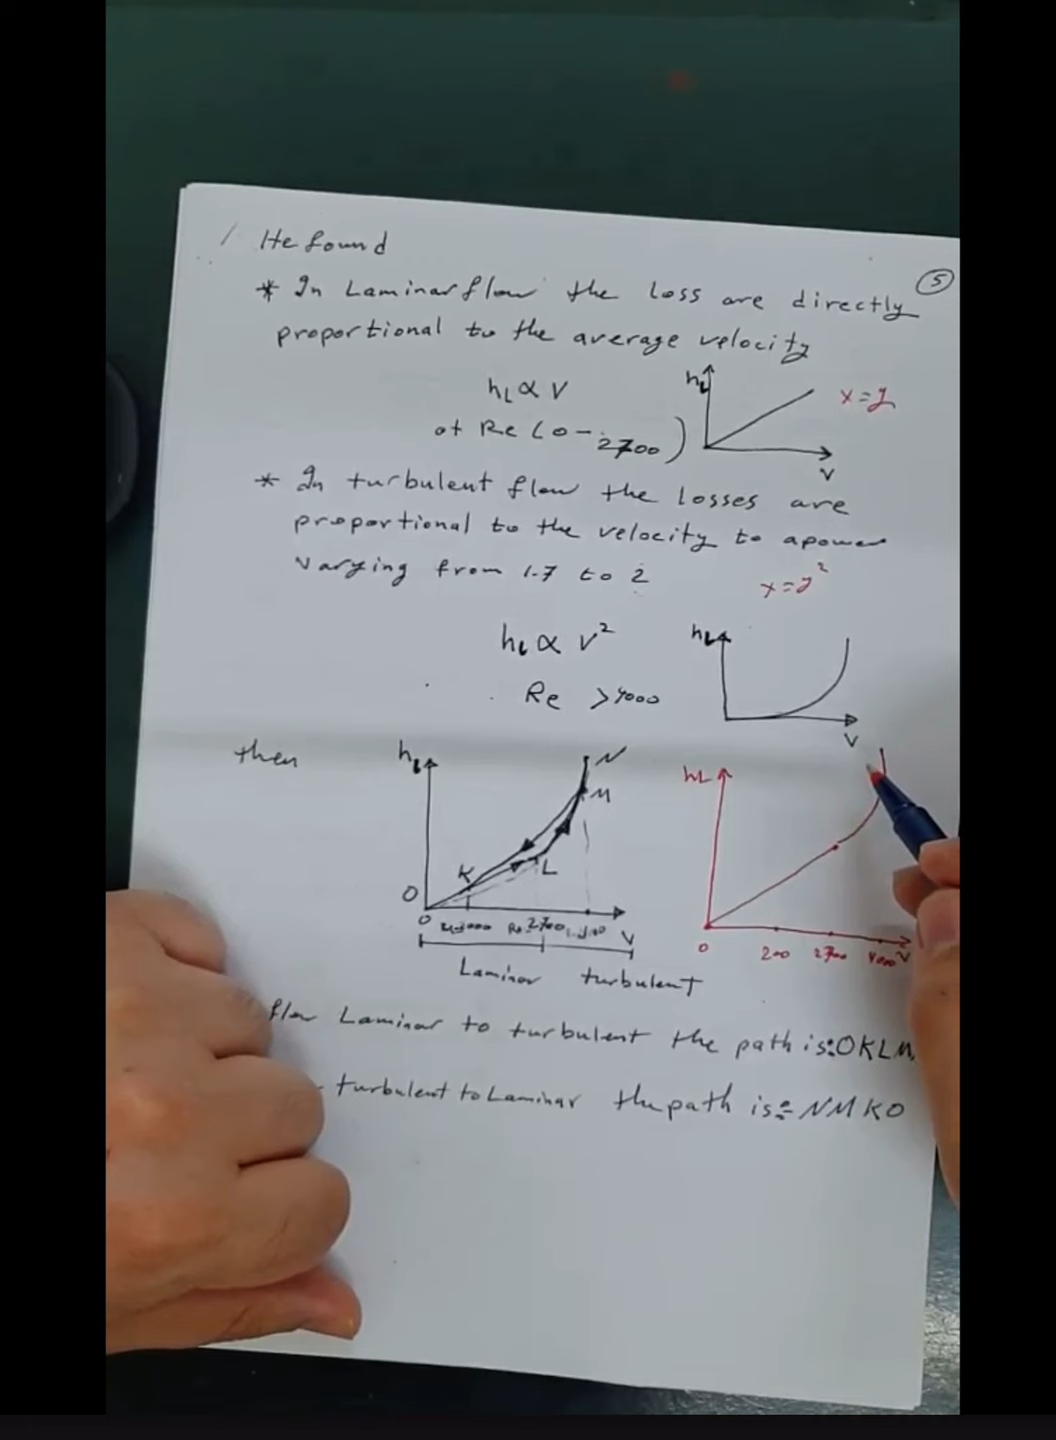 He found
5
* In Laminar flow the Loss are directly
proportional to the average velocity
hL ∝ V
at Re (0-2700)
hL
V
x=y
* In turbulent flow the losses are
proportional to the velocity to a power
varying from 1.7 to 2
x=y²
hL ∝ V²
Re >4000
hL
V
then
hL
N
M
K
L
O
0
2700
V
Laminar turbulent
hL
0 200 2700 4000 V
flow Laminar to turbulent the path is: OKLM
turbulent to Laminar the path is:- NMKO